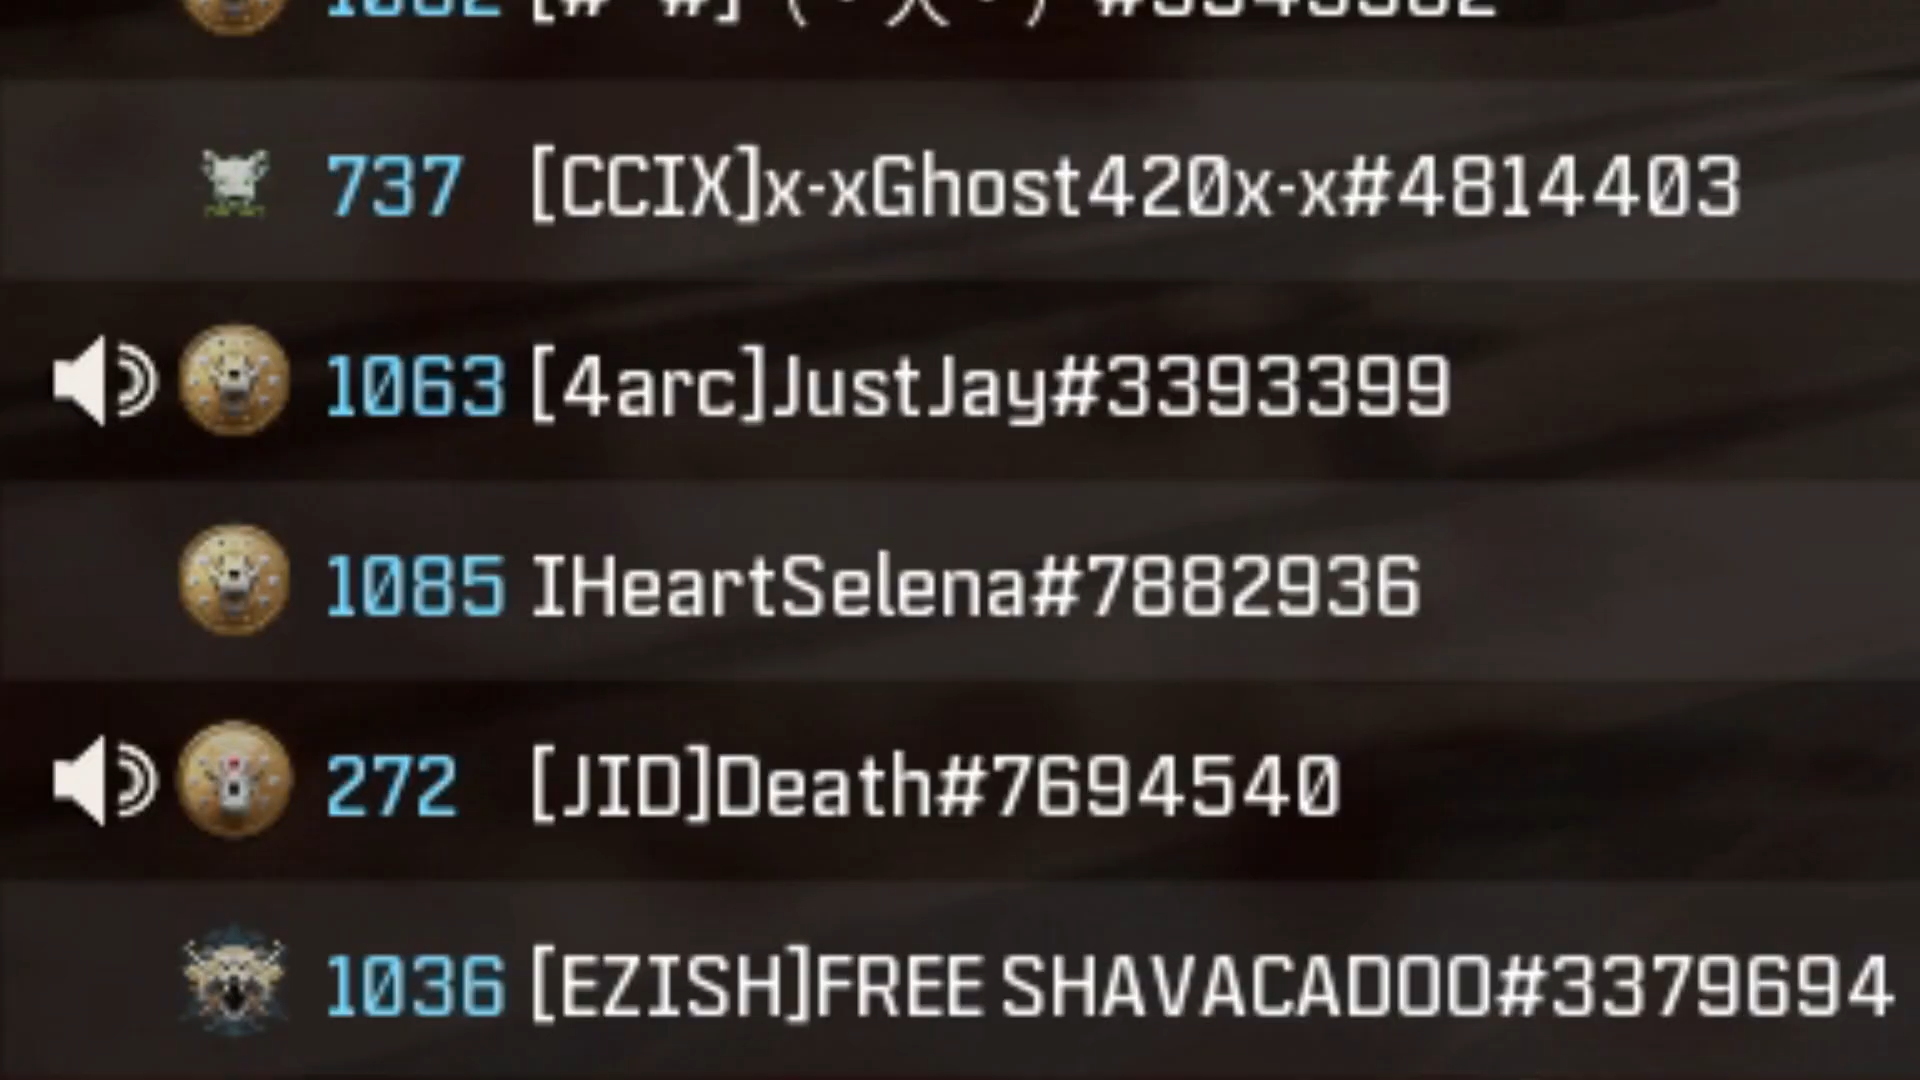 737 [CCIX]x-xGhost420x-x#4814403
1063 [4arc]JustJay#3393399
1085 IHeartSelena#7882936
272 [JID]Death#7694540
1036 [EZISH]FREE SHAVACADOO#3379694